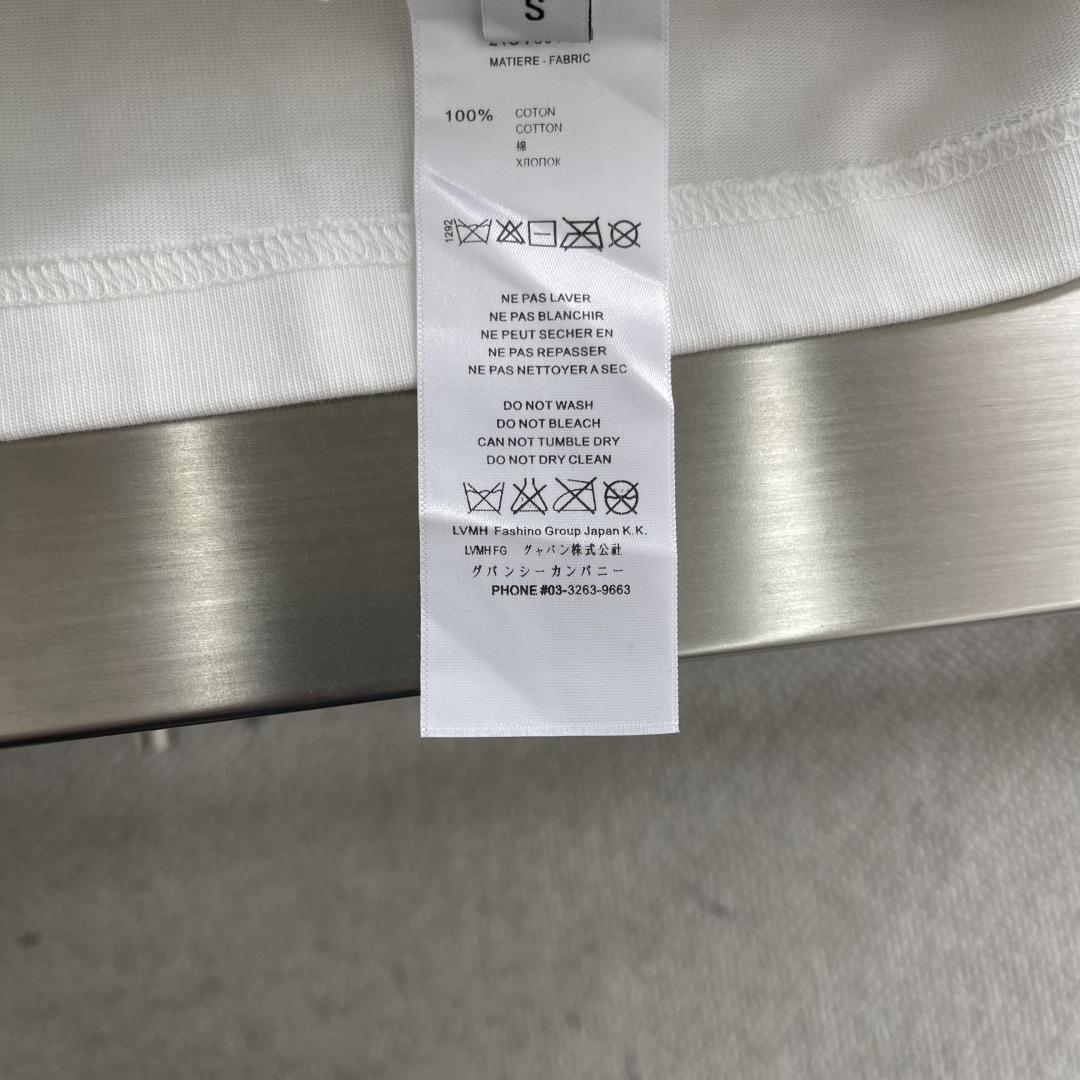 S
MATIERE - FABRIC
100% COTON
COTTON
棉
ХЛОПОК
1292
NE PAS LAVER
NE PAS BLANCHIR
NE PEUT SECHER EN
NE PAS REPASSER
NE PAS NETTOYER A SEC
DO NOT WASH
DO NOT BLEACH
CAN NOT TUMBLE DRY
DO NOT DRY CLEAN
LVMH Fashino Group Japan K.K.
LVMH FG グャパン株式公社
グパンシーカンパニー
PHONE #03-3263-9663